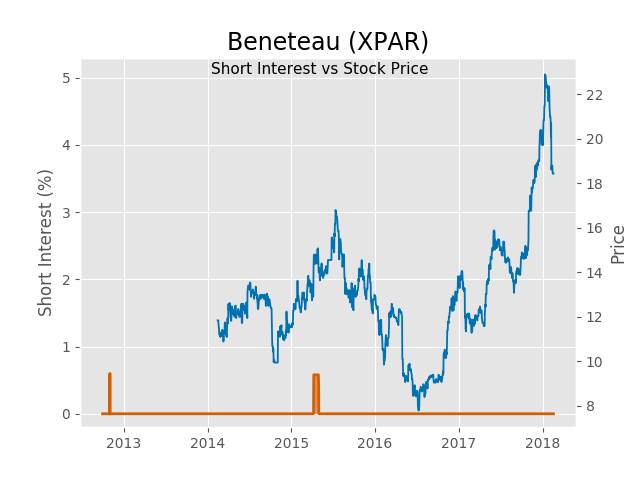 Beneteau (XPAR)
Short Interest vs Stock Price
Short Interest (%)
5
4
3
2
1
0
22
20
18
16
14
12
10
8
Price
2013 2014 2015 2016 2017 2018